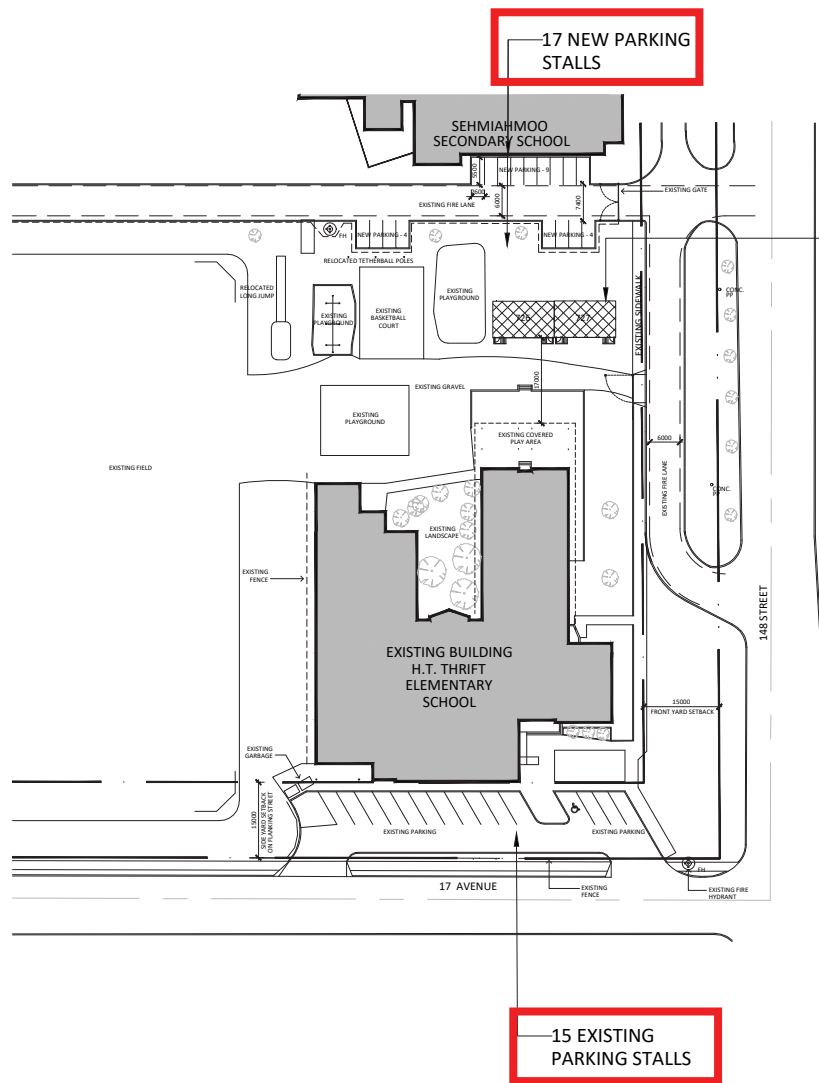 17 NEW PARKING
STALLS
SEHMIAHMOO
SECONDARY SCHOOL
5500
NEW PARKING - 9
2600
6000
7400
EXISTING GATE
EXISTING FIRE LANE
FH
NEW PARKING - 4
NEW PARKING - 4
RELOCATED TETHERBALL POLES
RELOCATED
LONG JUMP
EXISTING
PLAYGROUND
EXISTING
BASKETBALL
COURT
EXISTING
PLAYGROUND
726
727
EXISTING SIDEWALK
CONC.
PP
17000
EXISTING GRAVEL
EXISTING
PLAYGROUND
EXISTING COVERED
PLAY AREA
6000
EXISTING FIELD
EXISTING FIRE LANE
CONC.
PP
EXISTING
LANDSCAPE
EXISTING
FENCE
148 STREET
EXISTING BUILDING
H.T. THRIFT
ELEMENTARY
SCHOOL
15000
FRONT YARD SETBACK
EXISTING
GARBAGE
15000
SIDE YARD SETBACK
ON FLANKING STREET
EXISTING PARKING
EXISTING PARKING
FH
17 AVENUE
EXISTING
FENCE
EXISTING FIRE
HYDRANT
15 EXISTING
PARKING STALLS